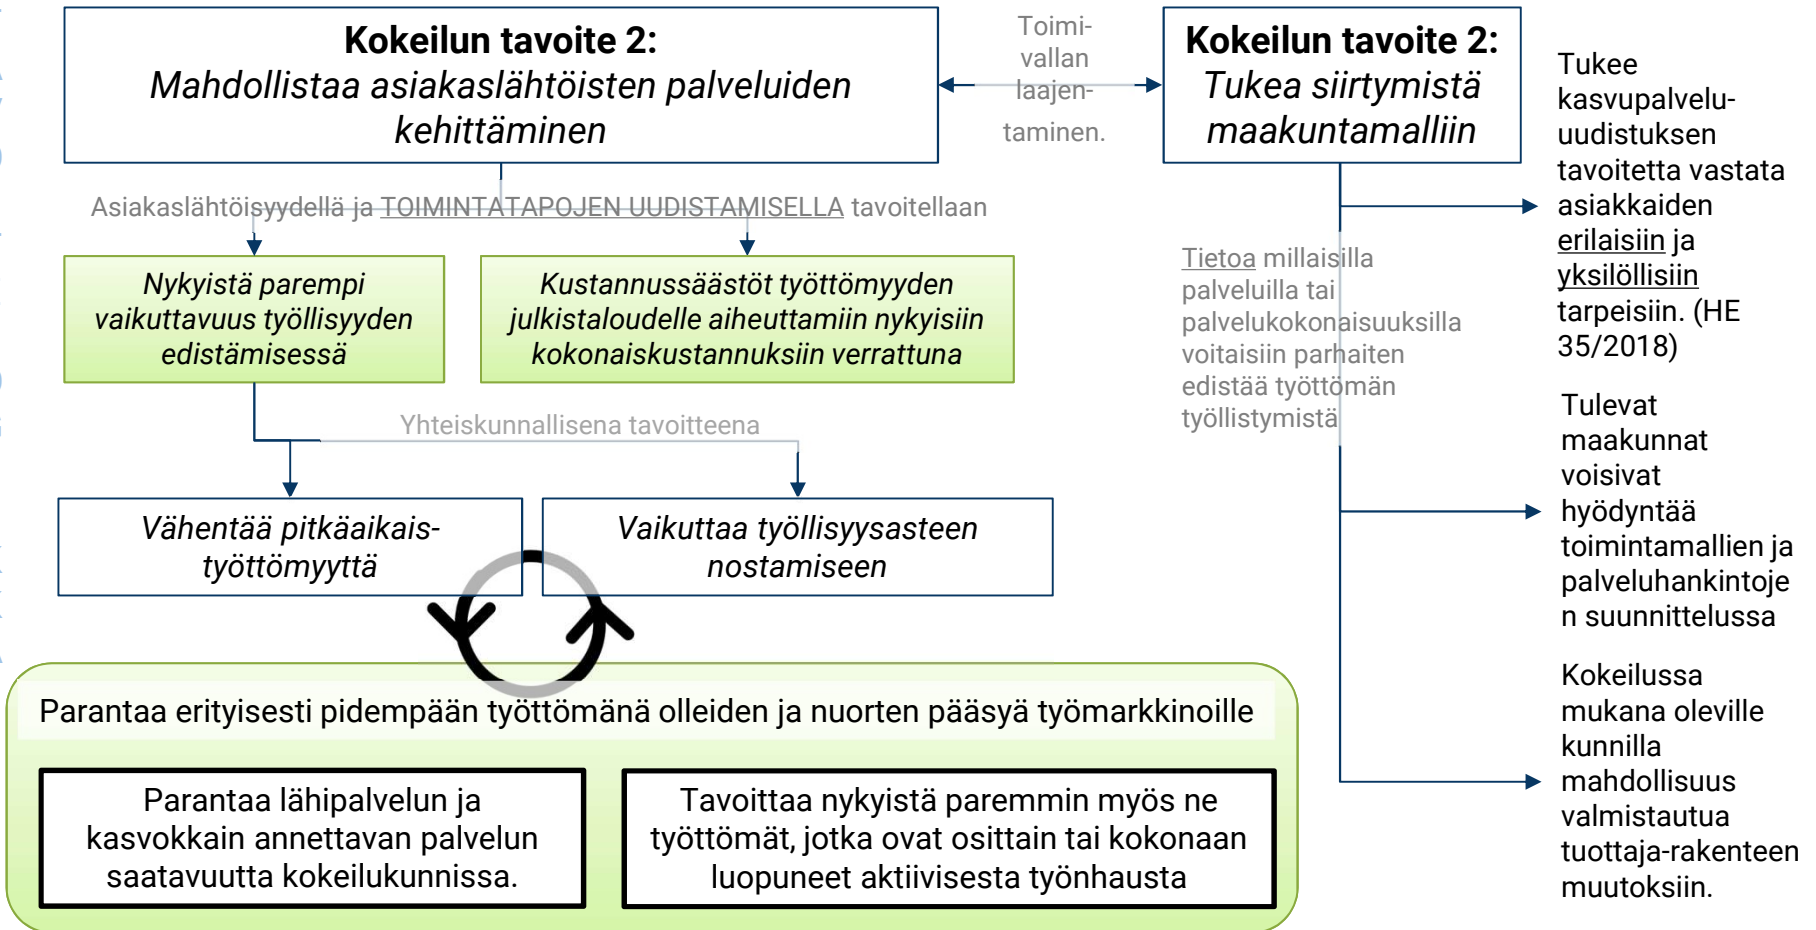 Kokeilun tavoite 2:
Mahdollistaa asiakaslähtöisten palveluiden
kehittäminen
Toimi-
vallan
laajen-
taminen.
Kokeilun tavoite 2:
Tukea siirtymistä
maakuntamalliin
Asiakaslähtöisyydellä ja TOIMINTATAPOJEN UUDISTAMISELLA tavoitellaan
Nykyistä parempi
vaikuttavuus työllisyyden
edistämisessä
Kustannussäästöt työttömyyden
julkistaloudelle aiheuttamiin nykyisiin
kokonaiskustannuksiin verrattuna
Yhteiskunnallisena tavoitteena
Vähentää pitkäaikais-
työttömyyttä
Vaikuttaa työllisyysasteen
nostamiseen
Parantaa erityisesti pidempään työttömänä olleiden ja nuorten pääsyä työmarkkinoille
Parantaa lähipalvelun ja
kasvokkain annettavan palvelun
saatavuutta kokeilukunnissa.
Tavoittaa nykyistä paremmin myös ne
työttömät, jotka ovat osittain tai kokonaan
luopuneet aktiivisesta työnhausta
Tietoa millaisilla
palveluilla tai
palvelukokonaisuuksilla
voitaisiin parhaiten
edistää työttömän
työllistymistä
Tukee
kasvupalvelu-
uudistuksen
tavoitetta vastata
asiakkaiden
erilaisiin ja
yksilöllisiin
tarpeisiin. (HE
35/2018)
Tulevat
maakunnat
voisivat
hyödyntää
toimintamallien ja
palveluhankintoje
n suunnittelussa
Kokeilussa
mukana oleville
kunnilla
mahdollisuus
valmistautua
tuottaja-rakenteen
muutoksiin.